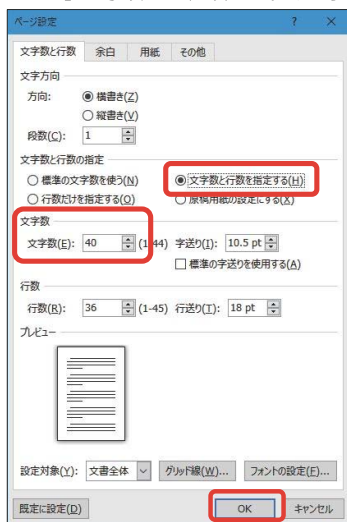 ページ設定 ? ×
文字数と行数 余白 用紙 その他
文字方向
方向: 横書き(Z)
縦書き(V)
段数(C): 1
文字数と行数の指定
標準の文字数を使う(N) 文字数と行数を指定する(H)
行数だけを指定する(O) 原稿用紙の設定にする(X)
文字数
文字数(E): 40 (1-44) 字送り(I): 10.5 pt
標準の字送りを使用する(A)
行数
行数(R): 36 (1-45) 行送り(T): 18 pt
プレビュー
設定対象(Y): 文書全体 グリッド線(W)... フォントの設定(F)...
既定に設定(D) OK キャンセル